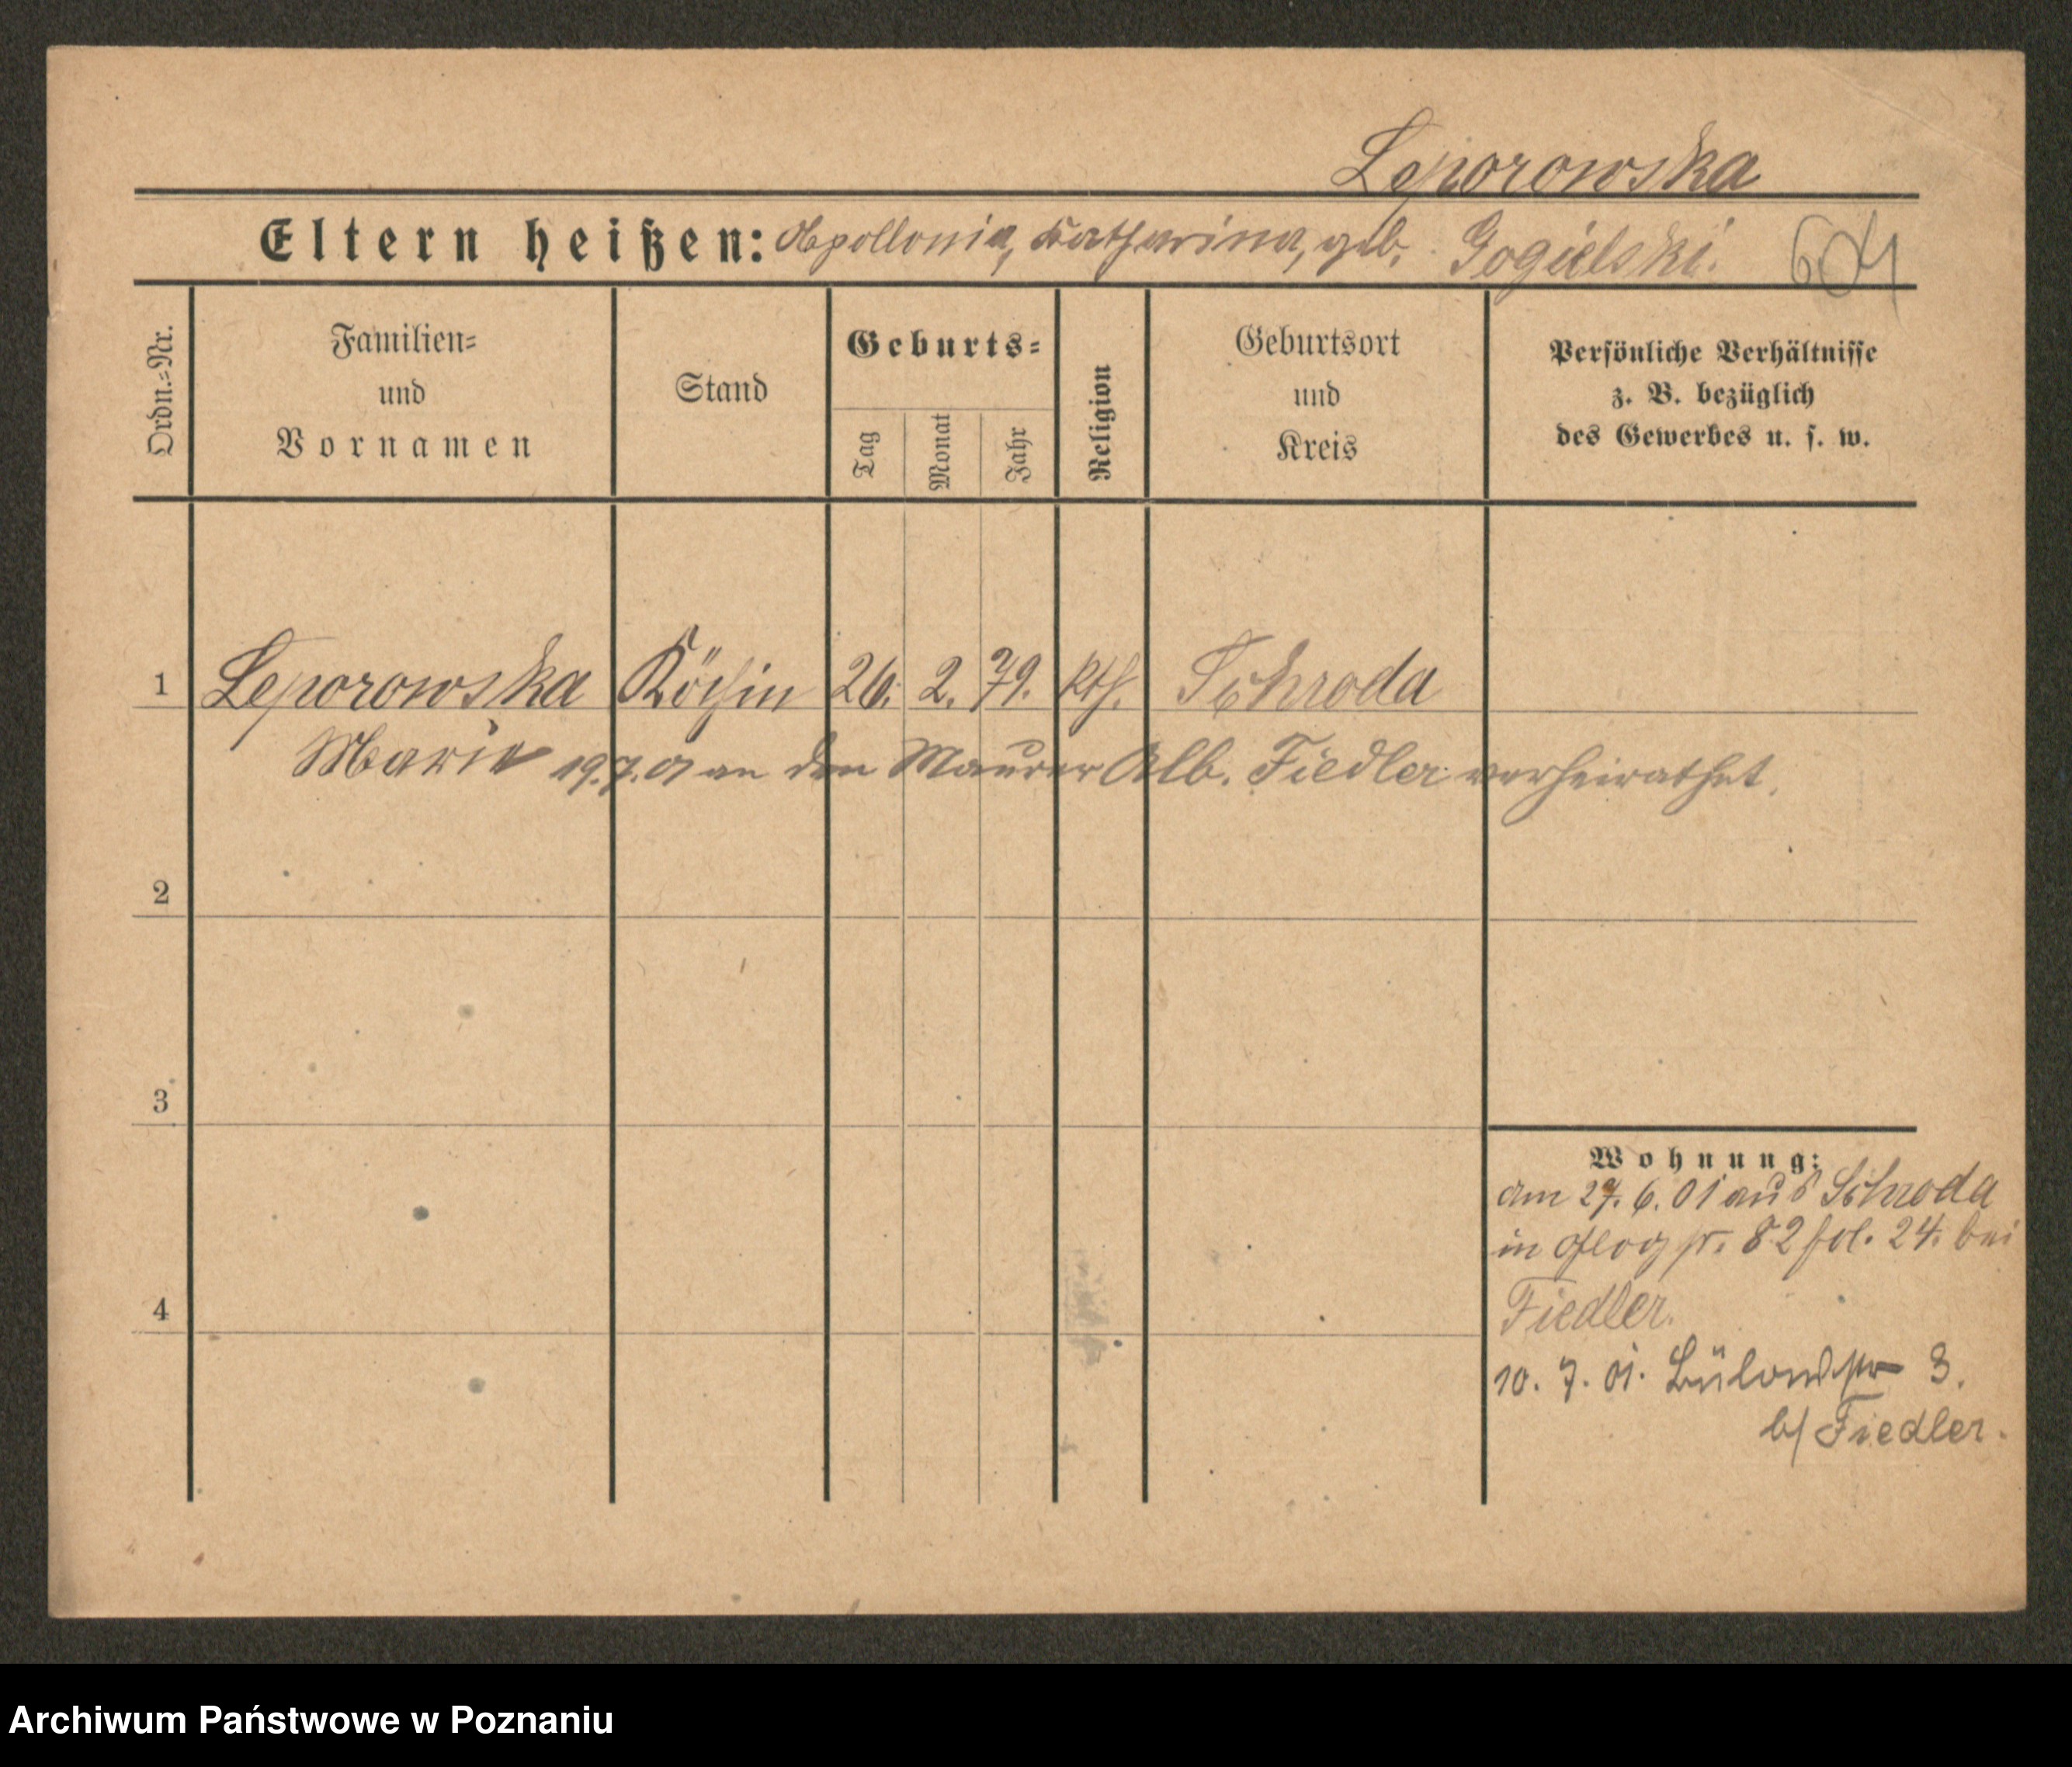 Leporowska
Eltern heißen: Apollonia, Katharina, geb. Gogielski. 604
Ordn.=Nr.
Familien=
und
Vornamen
Stand
Geburts=
Tag
Monat
Jahr
Religion
Geburtsort
und
Kreis
Persönliche Verhältnisse
z. B. bezüglich
des Gewerbes u. s. w.
1 Leporowska Köchin 26. 2. 79. kth. Schroda
Marie 19.7.01 an den Maurer Alb. Fiedler verheirathet.
2
3
4
Wohnung:
am 27. 6. 01 aus Schroda
in 82 fol. 24. bei
Fiedler.
10. 7. 01. Bülowstr 3.
b/ Fiedler.
Archiwum Państwowe w Poznaniu